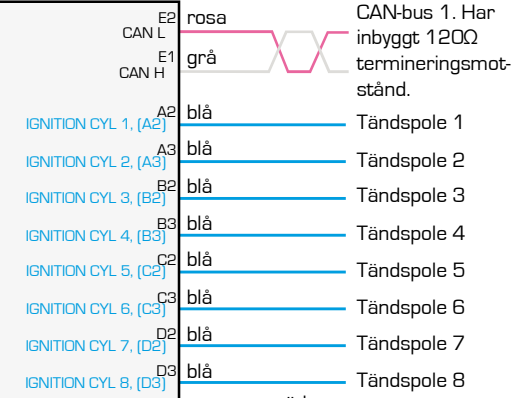 E2 rosa
CAN L
E1 grå
CAN H
CAN-bus 1. Har
inbyggt 120Ω
termineringsmot-
stånd.
A2 blå
IGNITION CYL 1, (A2) Tändspole 1
A3 blå
IGNITION CYL 2, (A3) Tändspole 2
B2 blå
IGNITION CYL 3, (B2) Tändspole 3
B3 blå
IGNITION CYL 4, (B3) Tändspole 4
C2 blå
IGNITION CYL 5, (C2) Tändspole 5
C3 blå
IGNITION CYL 6, (C3) Tändspole 6
D2 blå
IGNITION CYL 7, (D2) Tändspole 7
D3 blå
IGNITION CYL 8, (D3) Tändspole 8